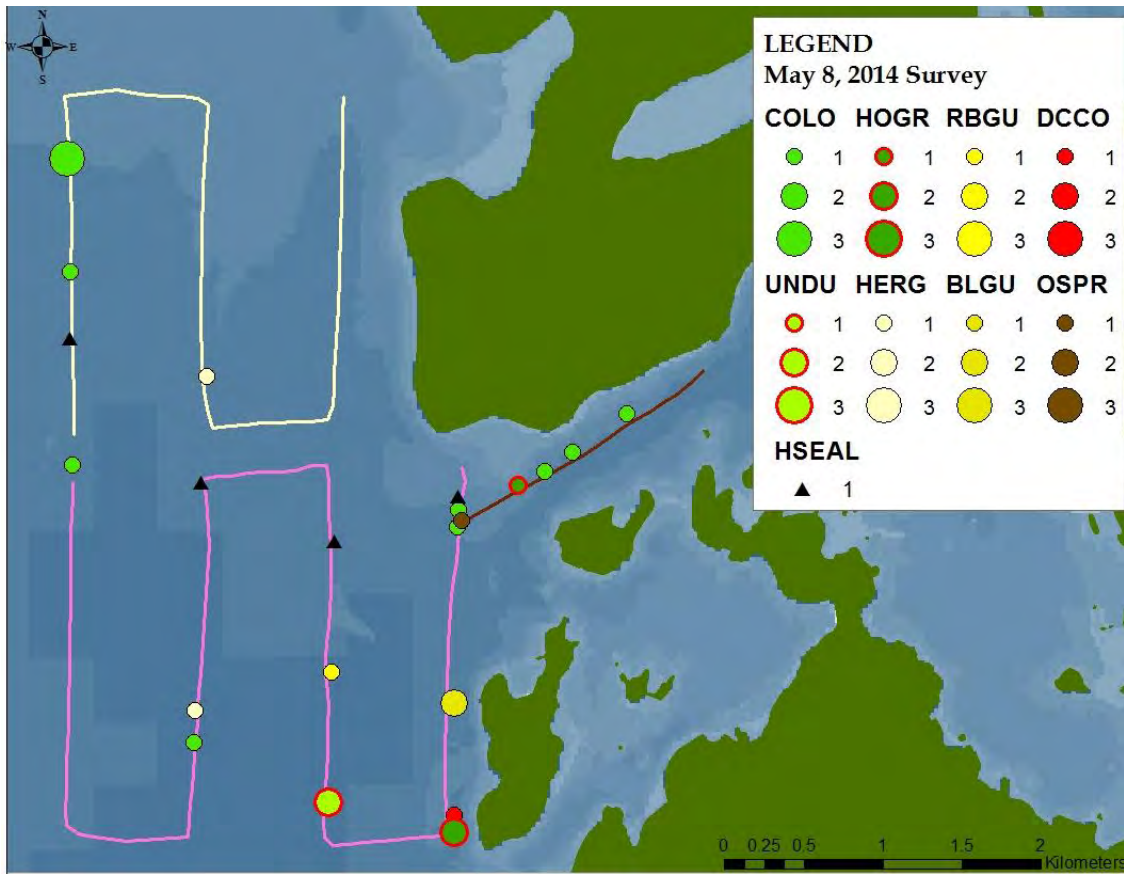 N
W E
S
LEGEND
May 8, 2014 Survey
COLO HOGR RBGU DCCO
1 1 1 1
2 2 2 2
3 3 3 3
UNDU HERG BLGU OSPR
1 1 1 1
2 2 2 2
3 3 3 3
HSEAL
1
0 0.25 0.5 1 1.5 2
Kilometers